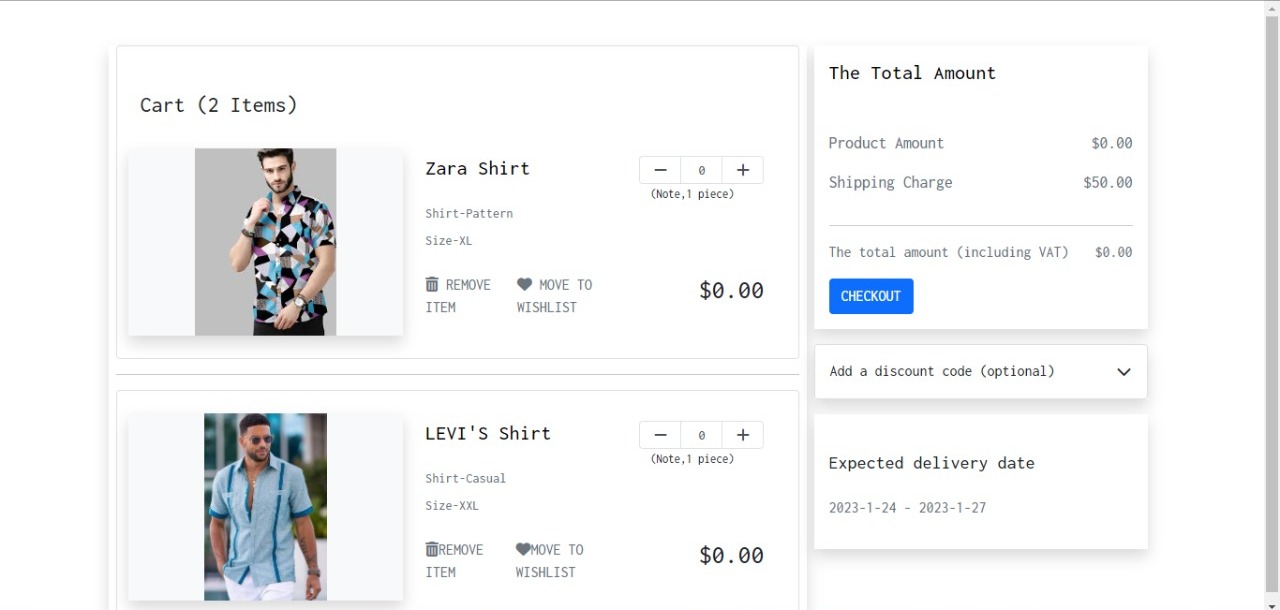 Cart (2 Items)
Zara Shirt
0
(Note,1 piece)
Shirt-Pattern
Size-XL
REMOVE ITEM
MOVE TO WISHLIST
$0.00
LEVI'S Shirt
0
(Note,1 piece)
Shirt-Casual
Size-XXL
REMOVE ITEM
MOVE TO WISHLIST
$0.00
The Total Amount
Product Amount $0.00
Shipping Charge $50.00
The total amount (including VAT) $0.00
CHECKOUT
Add a discount code (optional)
Expected delivery date
2023-1-24 - 2023-1-27